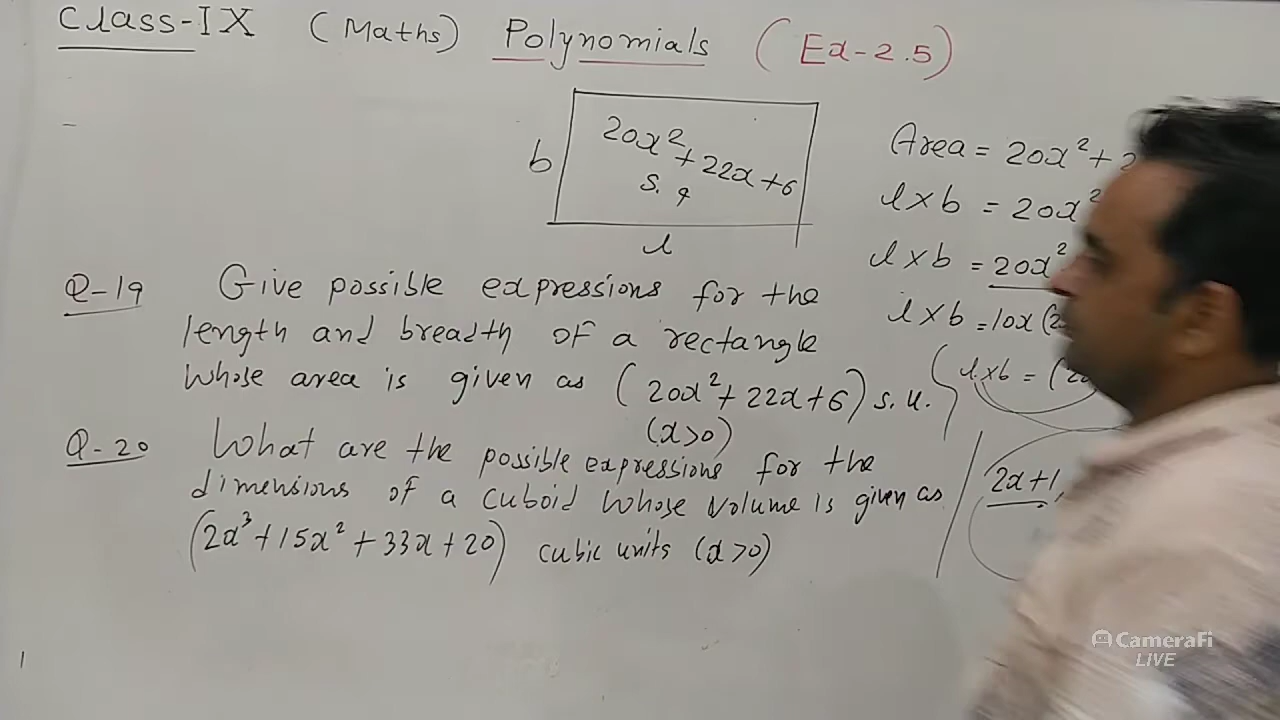 Class-IX (Maths) Polynomials (Ex-2.5)
20x²+22x+6
s.q
b
l
Area = 20x²+2
l×b = 20x²
l×b = 20x²
l×b = 10x(2
l×b = (2
Q-19 Give possible expressions for the
length and breadth of a rectangle
whose area is given as (20x²+22x+6) s.u.
(x>0)
Q-20 What are the possible expressions for the
dimensions of a cuboid whose volume is given as
(2x³+15x²+33x+20) cubic units (x>0)
2x+1,
CameraFi
LIVE